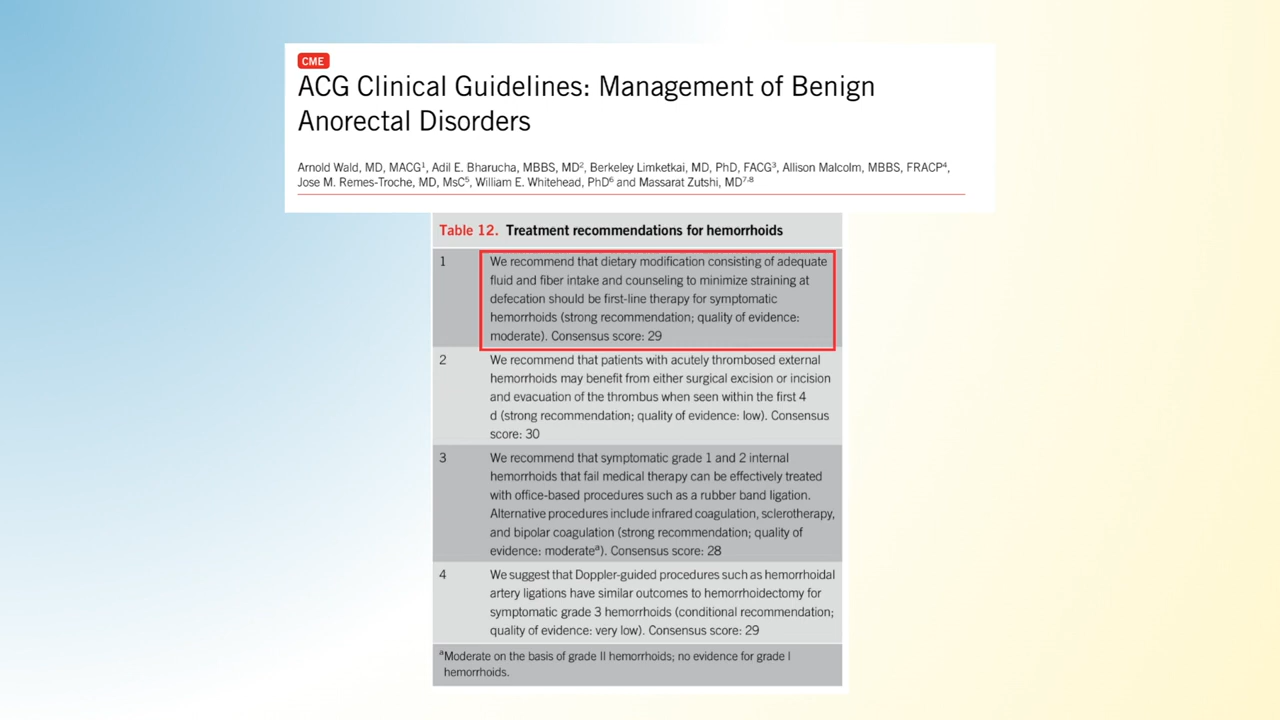 CME
ACG Clinical Guidelines: Management of Benign
Anorectal Disorders
Arnold Wald, MD, MACG¹, Adil E. Bharucha, MBBS, MD², Berkeley Limketkai, MD, PhD, FACG³, Allison Malcolm, MBBS, FRACP⁴,
Jose M. Remes-Troche, MD, MsC⁵, William E. Whitehead, PhD⁶ and Massarat Zutshi, MD⁷,⁸
Table 12. Treatment recommendations for hemorrhoids
1 We recommend that dietary modification consisting of adequate
fluid and fiber intake and counseling to minimize straining at
defecation should be first-line therapy for symptomatic
hemorrhoids (strong recommendation; quality of evidence:
moderate). Consensus score: 29
2 We recommend that patients with acutely thrombosed external
hemorrhoids may benefit from either surgical excision or incision
and evacuation of the thrombus when seen within the first 4
d (strong recommendation; quality of evidence: low). Consensus
score: 30
3 We recommend that symptomatic grade 1 and 2 internal
hemorrhoids that fail medical therapy can be effectively treated
with office-based procedures such as a rubber band ligation.
Alternative procedures include infrared coagulation, sclerotherapy,
and bipolar coagulation (strong recommendation; quality of
evidence: moderateᵃ). Consensus score: 28
4 We suggest that Doppler-guided procedures such as hemorrhoidal
artery ligations have similar outcomes to hemorrhoidectomy for
symptomatic grade 3 hemorrhoids (conditional recommendation;
quality of evidence: very low). Consensus score: 29
ᵃModerate on the basis of grade II hemorrhoids; no evidence for grade I
hemorrhoids.